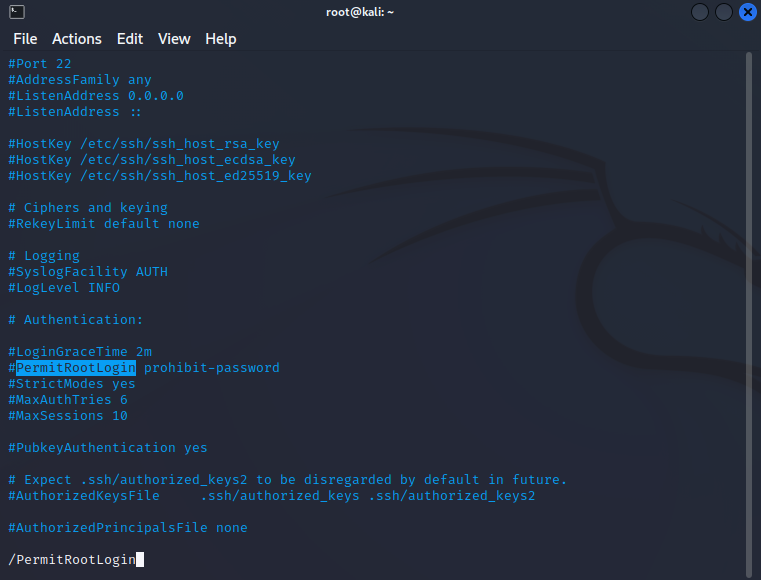 root@kali: ~
File Actions Edit View Help
#Port 22
#AddressFamily any
#ListenAddress 0.0.0.0
#ListenAddress ::
#HostKey /etc/ssh/ssh_host_rsa_key
#HostKey /etc/ssh/ssh_host_ecdsa_key
#HostKey /etc/ssh/ssh_host_ed25519_key
# Ciphers and keying
#RekeyLimit default none
# Logging
#SyslogFacility AUTH
#LogLevel INFO
# Authentication:
#LoginGraceTime 2m
#PermitRootLogin prohibit-password
#StrictModes yes
#MaxAuthTries 6
#MaxSessions 10
#PubkeyAuthentication yes
# Expect .ssh/authorized_keys2 to be disregarded by default in future.
#AuthorizedKeysFile     .ssh/authorized_keys .ssh/authorized_keys2
#AuthorizedPrincipalsFile none
/PermitRootLogin